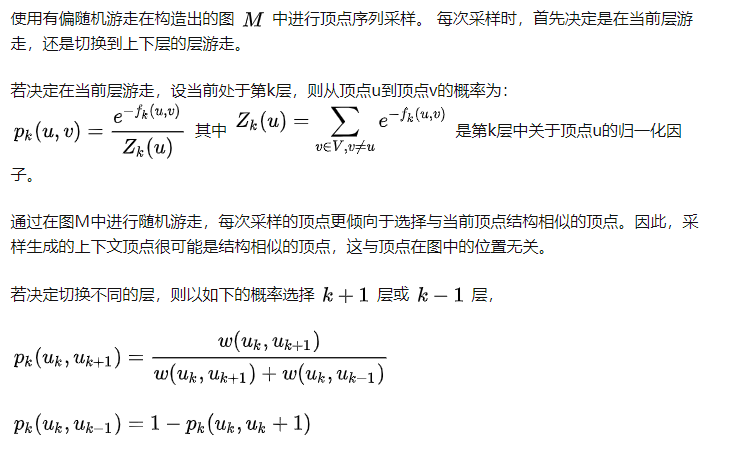 使用有偏随机游走在构造出的图 M 中进行顶点序列采样。 每次采样时，首先决定是在当前层游
走，还是切换到上下层的层游走。
若决定在当前层游走，设当前处于第k层，则从顶点u到顶点v的概率为：
p_k(u, v) = \frac{e^{-f_k(u,v)}}{Z_k(u)} 其中 Z_k(u) = \sum_{v∈V,v≠u} e^{-f_k(u,v)} 是第k层中关于顶点u的归一化因
子。
通过在图M中进行随机游走，每次采样的顶点更倾向于选择与当前顶点结构相似的顶点。因此，采
样生成的上下文顶点很可能是结构相似的顶点，这与顶点在图中的位置无关。
若决定切换不同的层，则以如下的概率选择 k + 1 层或 k − 1 层，
p_k(u_k, u_{k+1}) = \frac{w(u_k, u_{k+1})}{w(u_k, u_{k+1}) + w(u_k, u_{k-1})}
p_k(u_k, u_{k-1}) = 1 − p_k(u_k, u_k + 1)